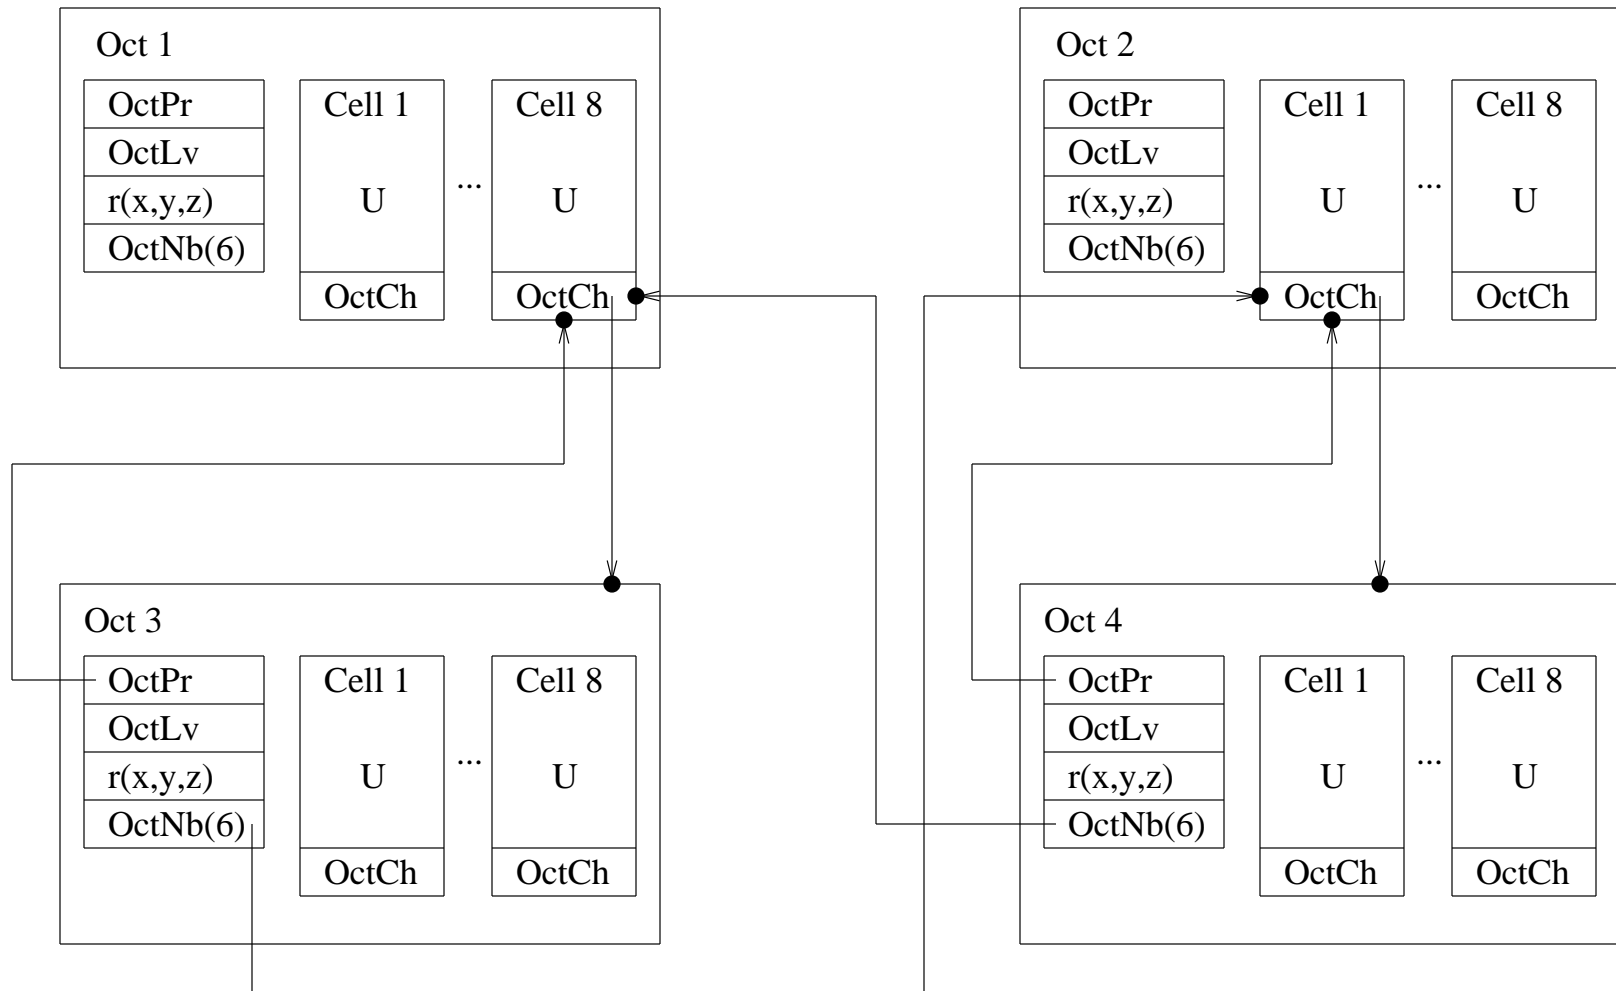 Oct 1
OctPr
OctLv
r(x,y,z)
OctNb(6)
Cell 1
U
OctCh
...
Cell 8
U
OctCh
Oct 2
OctPr
OctLv
r(x,y,z)
OctNb(6)
Cell 1
U
OctCh
...
Cell 8
U
OctCh
Oct 3
OctPr
OctLv
r(x,y,z)
OctNb(6)
Cell 1
U
OctCh
...
Cell 8
U
OctCh
Oct 4
OctPr
OctLv
r(x,y,z)
OctNb(6)
Cell 1
U
OctCh
...
Cell 8
U
OctCh